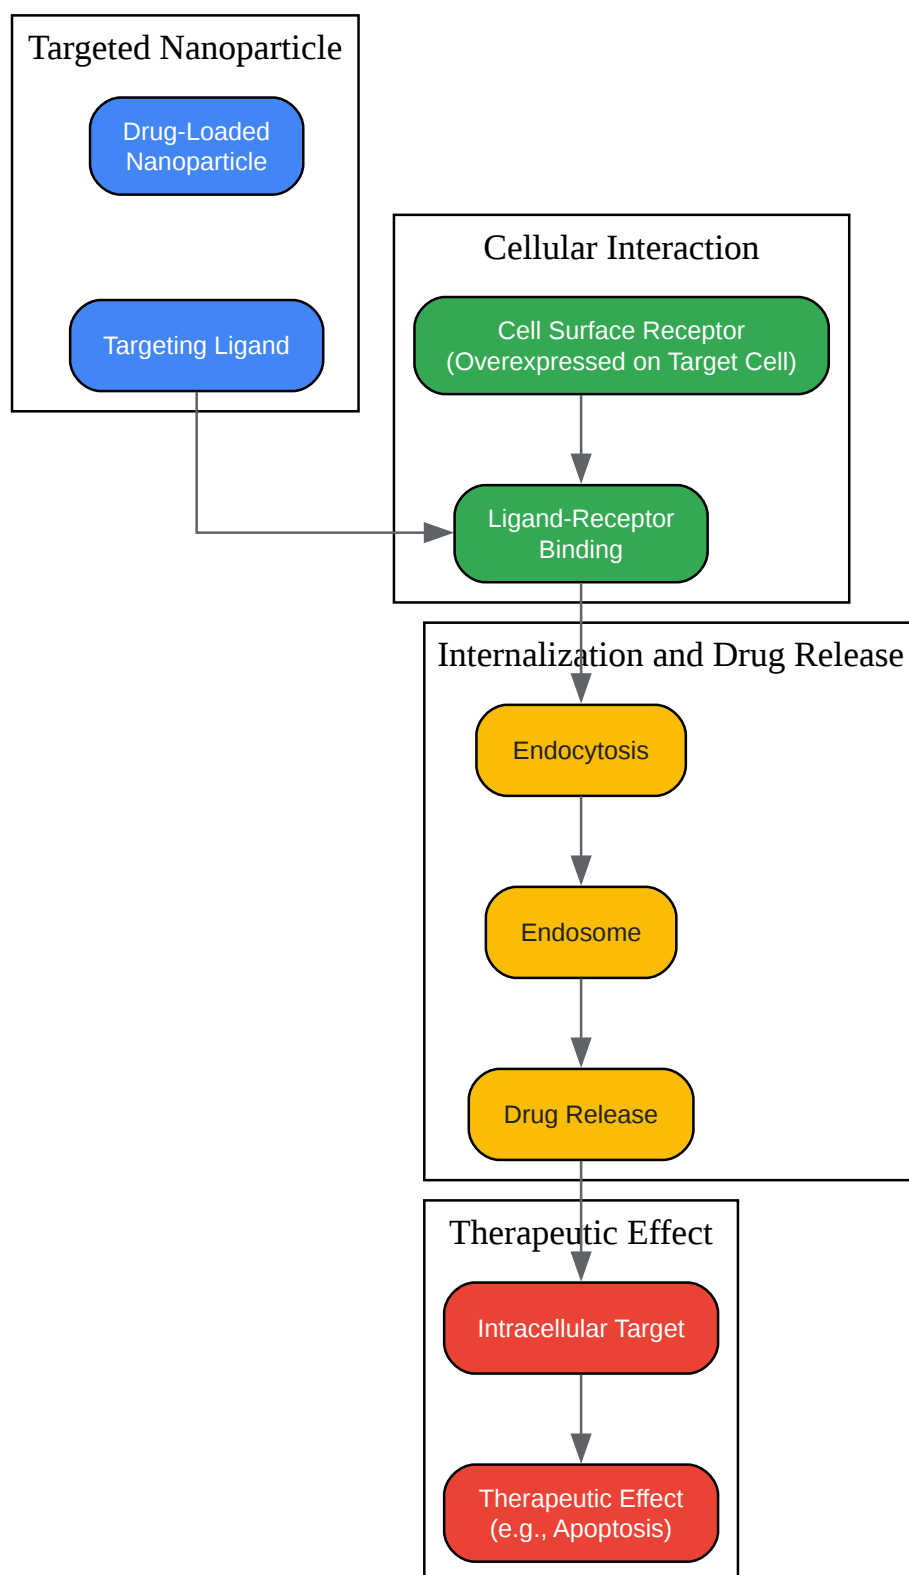 Targeted Nanoparticle
Drug-Loaded
Nanoparticle
Targeting Ligand
Cellular Interaction
Cell Surface Receptor
(Overexpressed on Target Cell)
Ligand-Receptor
Binding
Internalization and Drug Release
Endocytosis
Endosome
Drug Release
Therapeutic Effect
Intracellular Target
Therapeutic Effect
(e.g., Apoptosis)